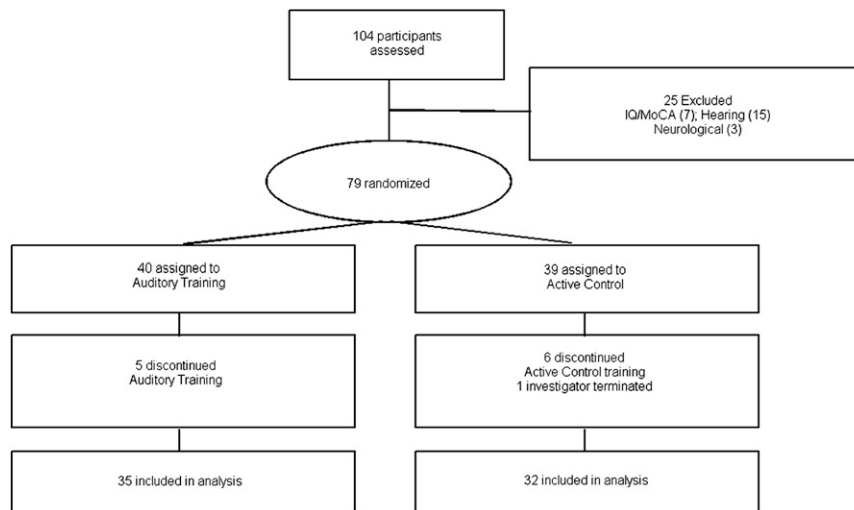 104 participants
assessed
25 Excluded
IQ/MoCA (7); Hearing (15)
Neurological (3)
79 randomized
40 assigned to
Auditory Training
39 assigned to
Active Control
5 discontinued
Auditory Training
6 discontinued
Active Control training
1 investigator terminated
35 included in analysis
32 included in analysis